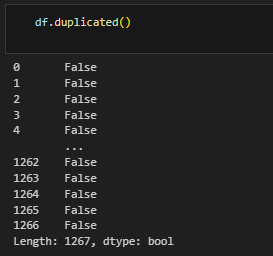 df.duplicated()
0 False
1 False
2 False
3 False
4 False
...
1262 False
1263 False
1264 False
1265 False
1266 False
Length: 1267, dtype: bool